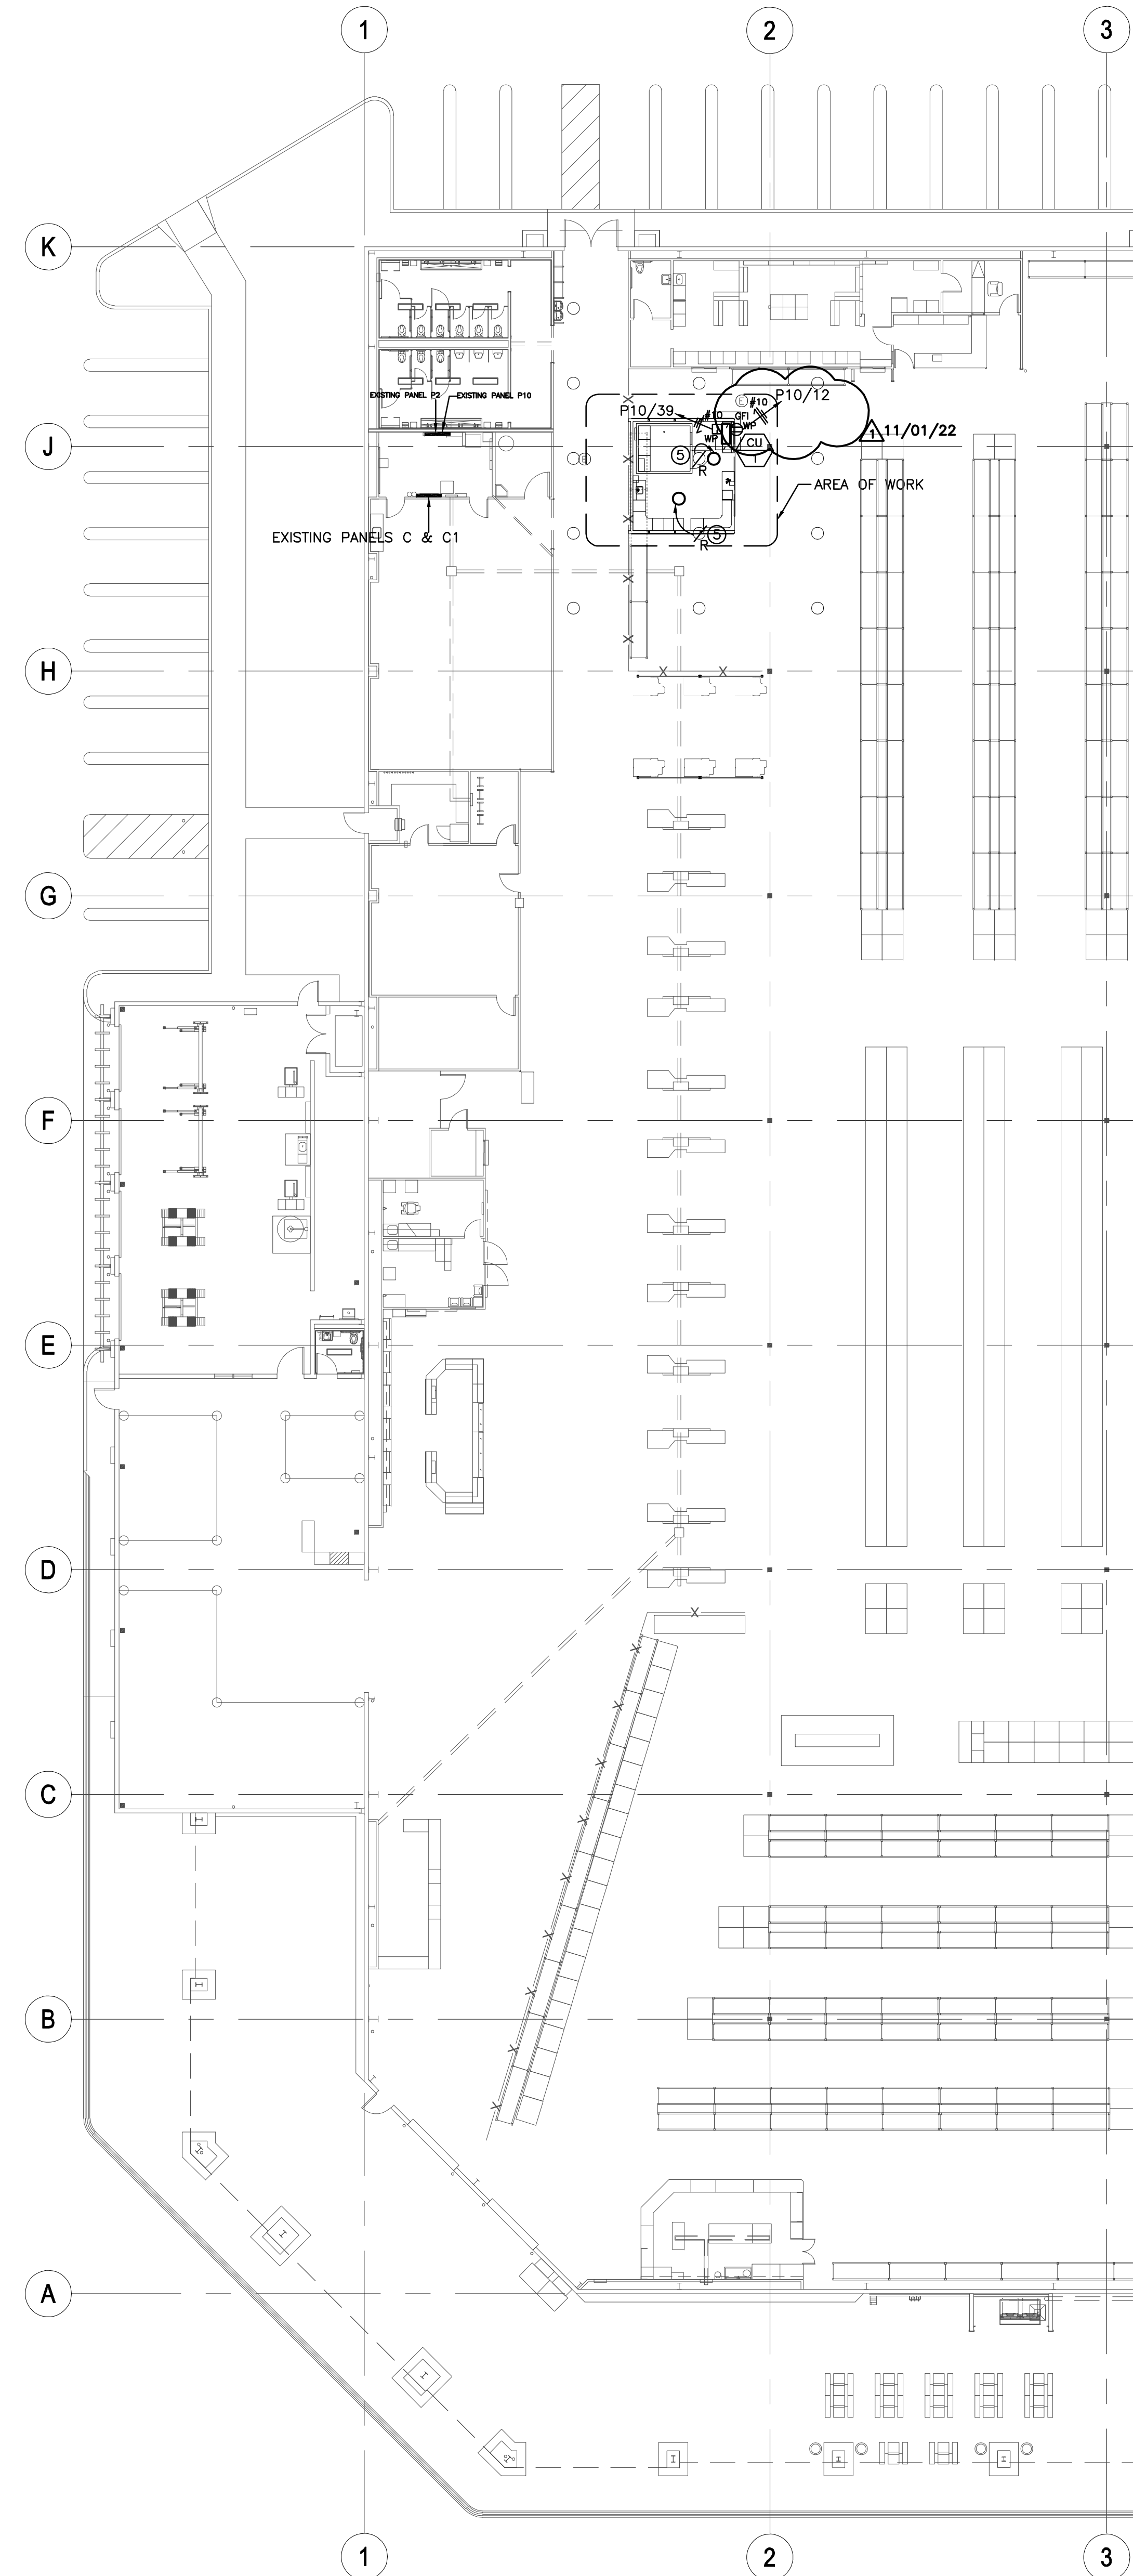 1
2
3
K
EXISTING PANEL P2
EXISTING PANEL P10
P10/39
#10
E
#10
GFI
WP
P10/12
J
WP
CU
1
1
11/01/22
5
R
AREA OF WORK
E
EXISTING PANELS C & C1
5
R
H
G
F
E
D
C
B
A
1
2
3